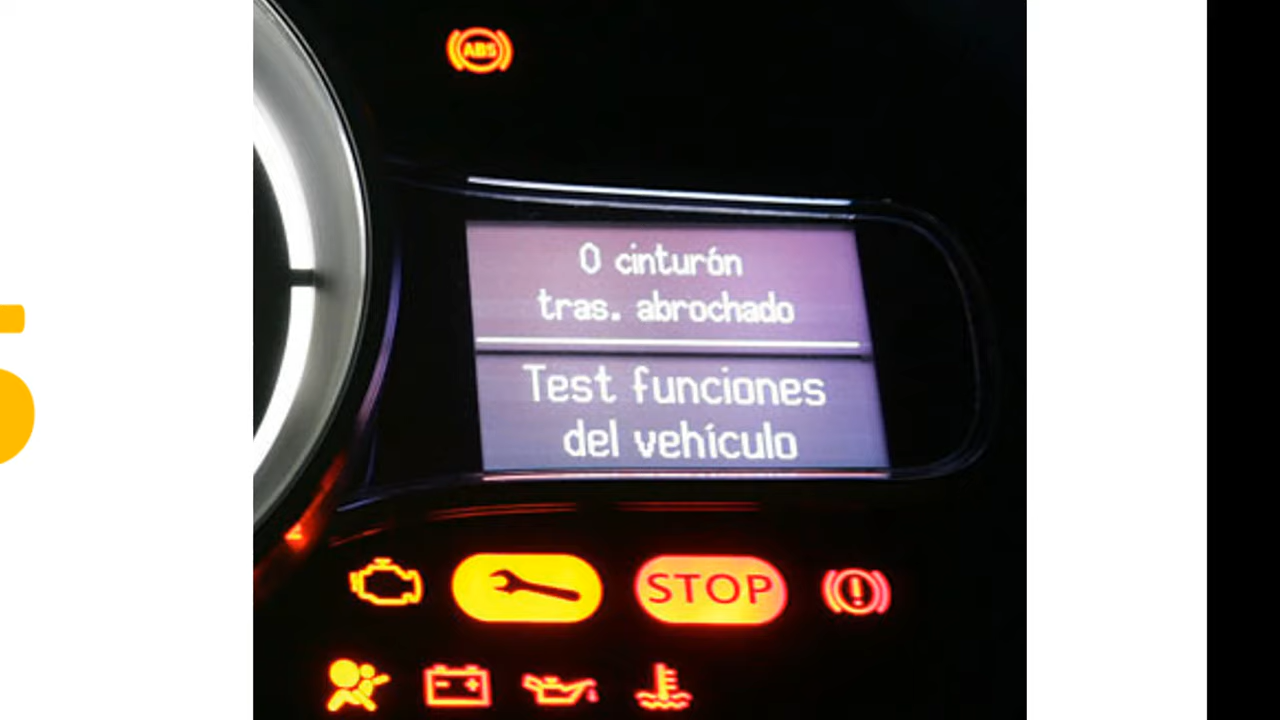 ABS
0 cinturón
tras. abrochado
Test funciones
del vehículo
STOP